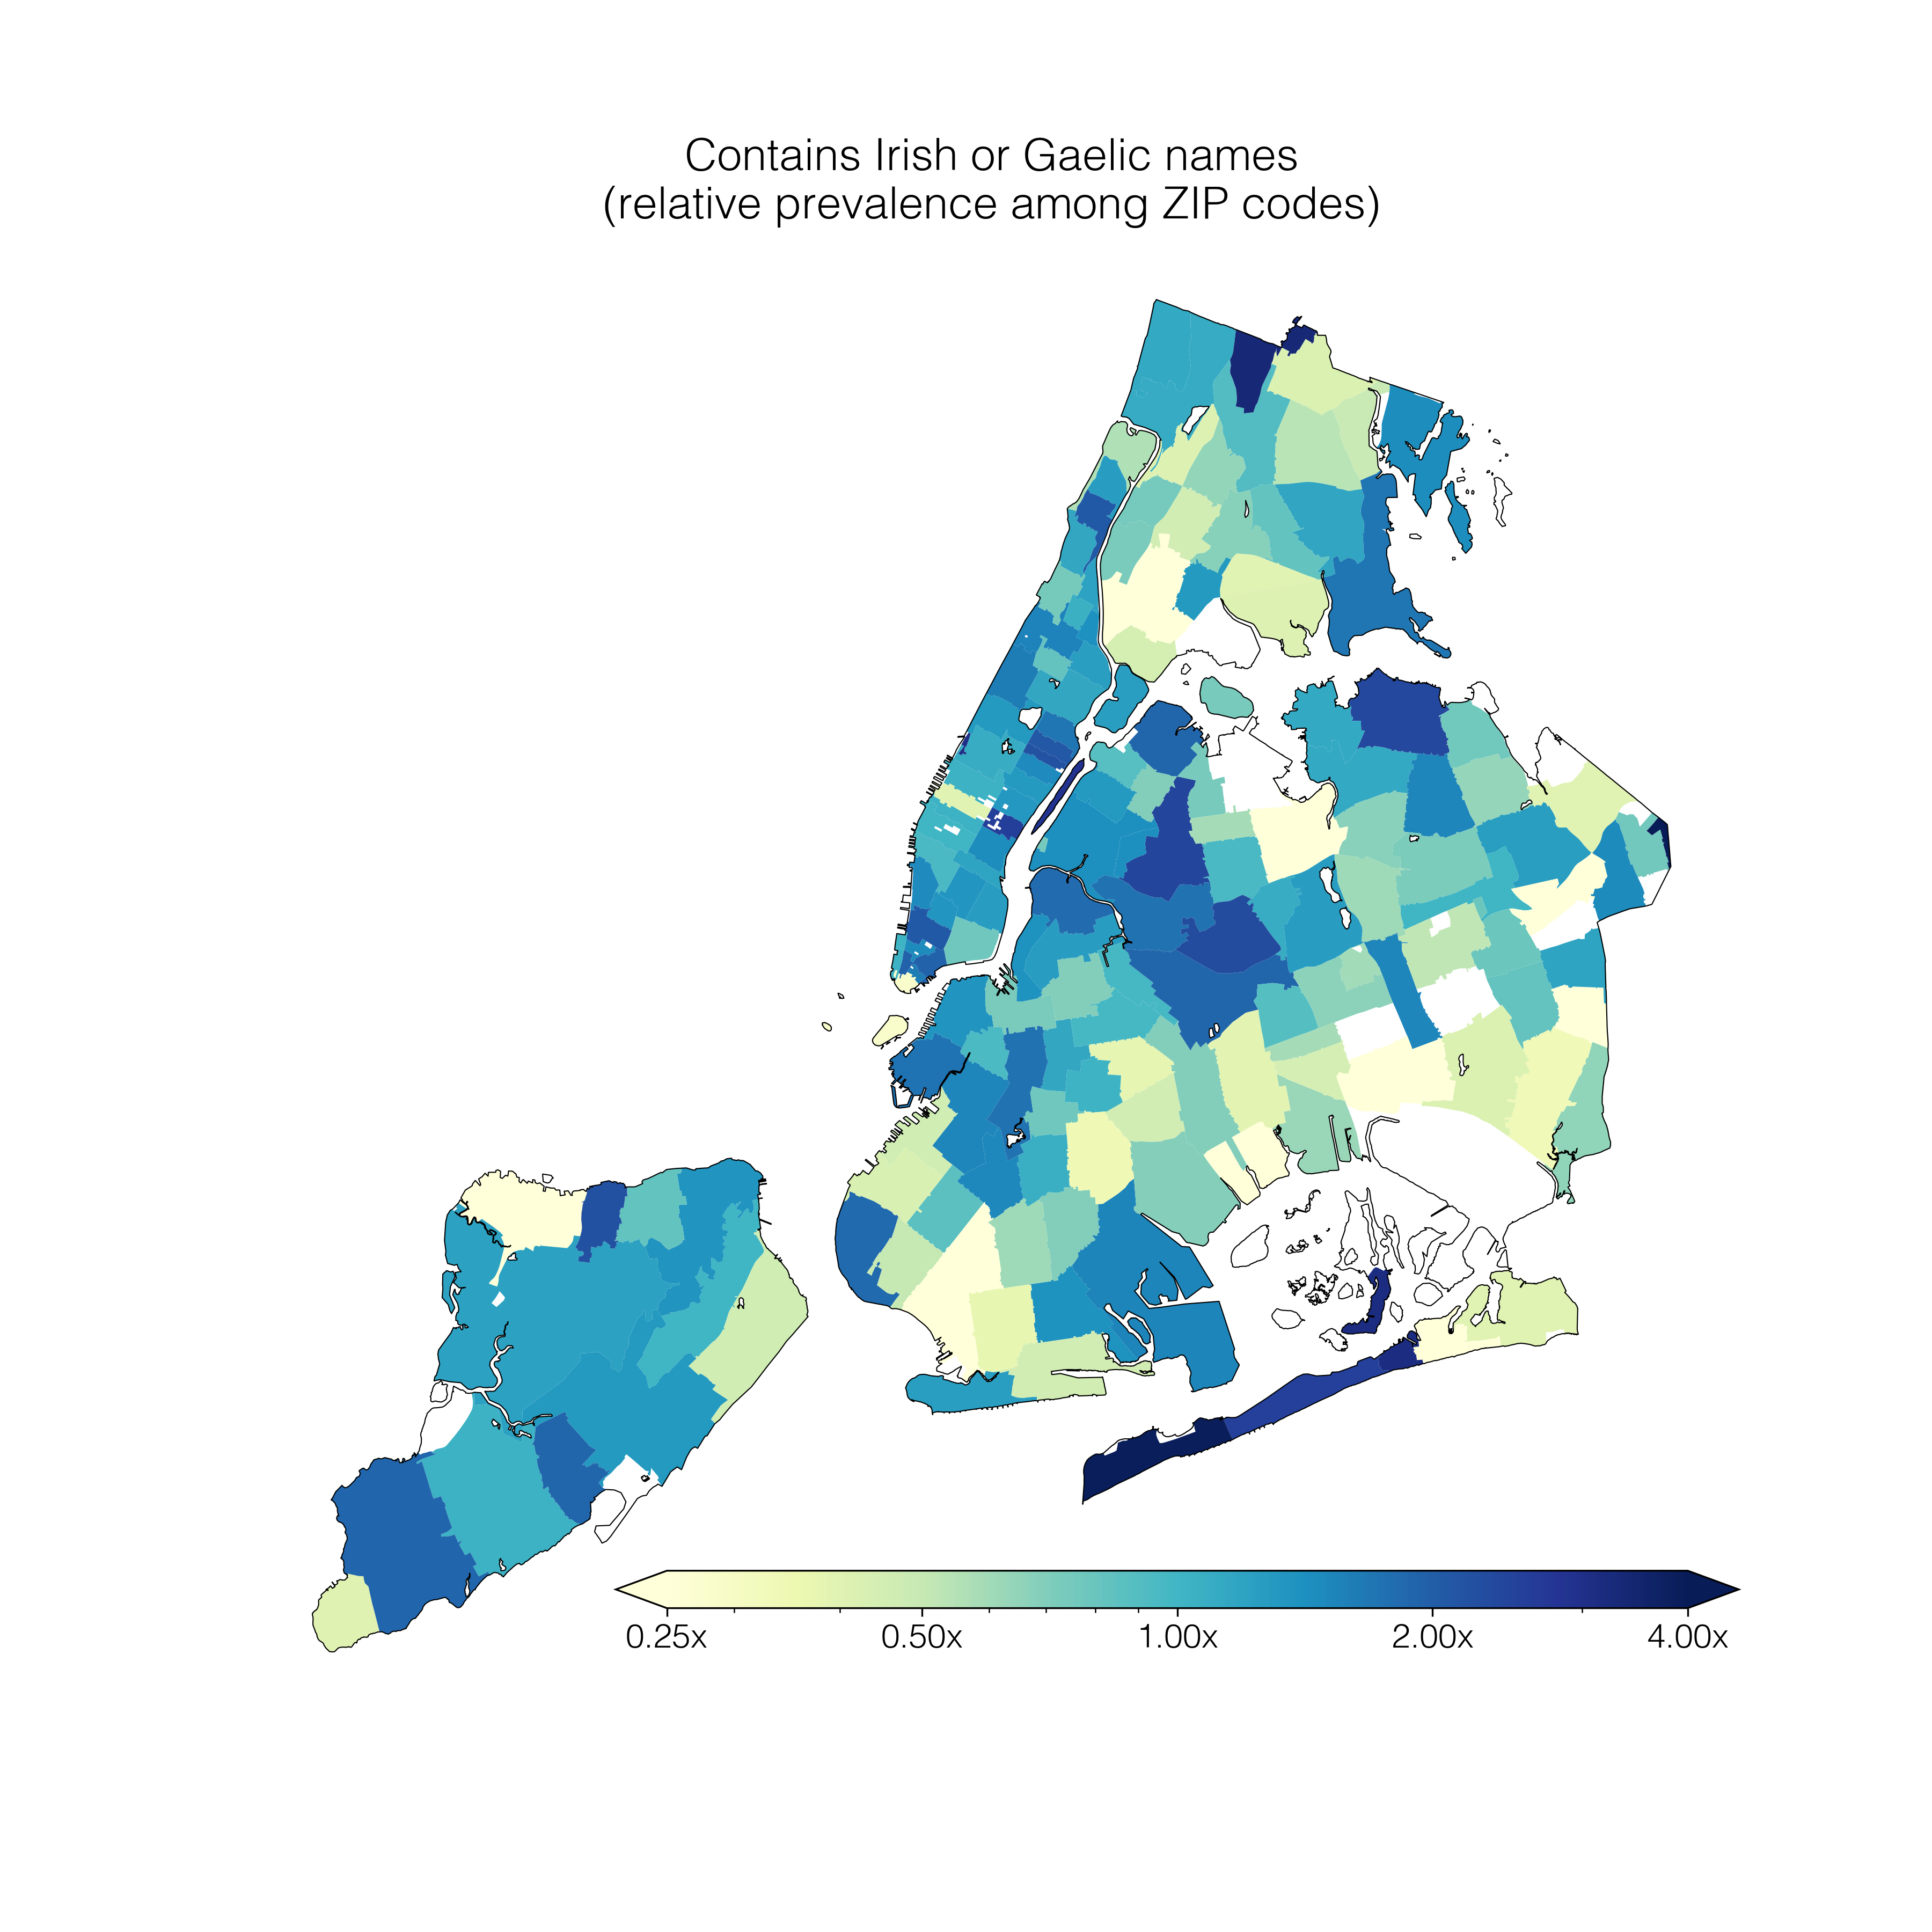 Contains Irish or Gaelic names
(relative prevalence among ZIP codes)
0.25x 0.50x 1.00x 2.00x 4.00x